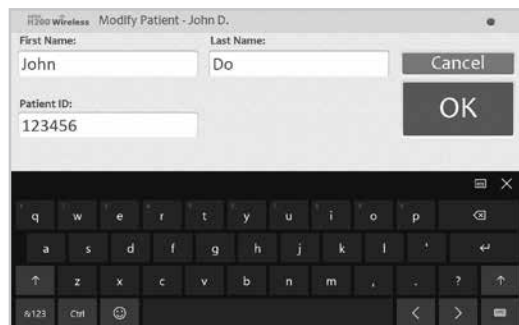 H200 Wireless Modify Patient - John D.
First Name: Last Name:
John Do
Cancel
Patient ID:
OK
123456
q w e r t y u i o p
a s d f g h j k l '
z x c v b n m , . ?
&123 Ctrl